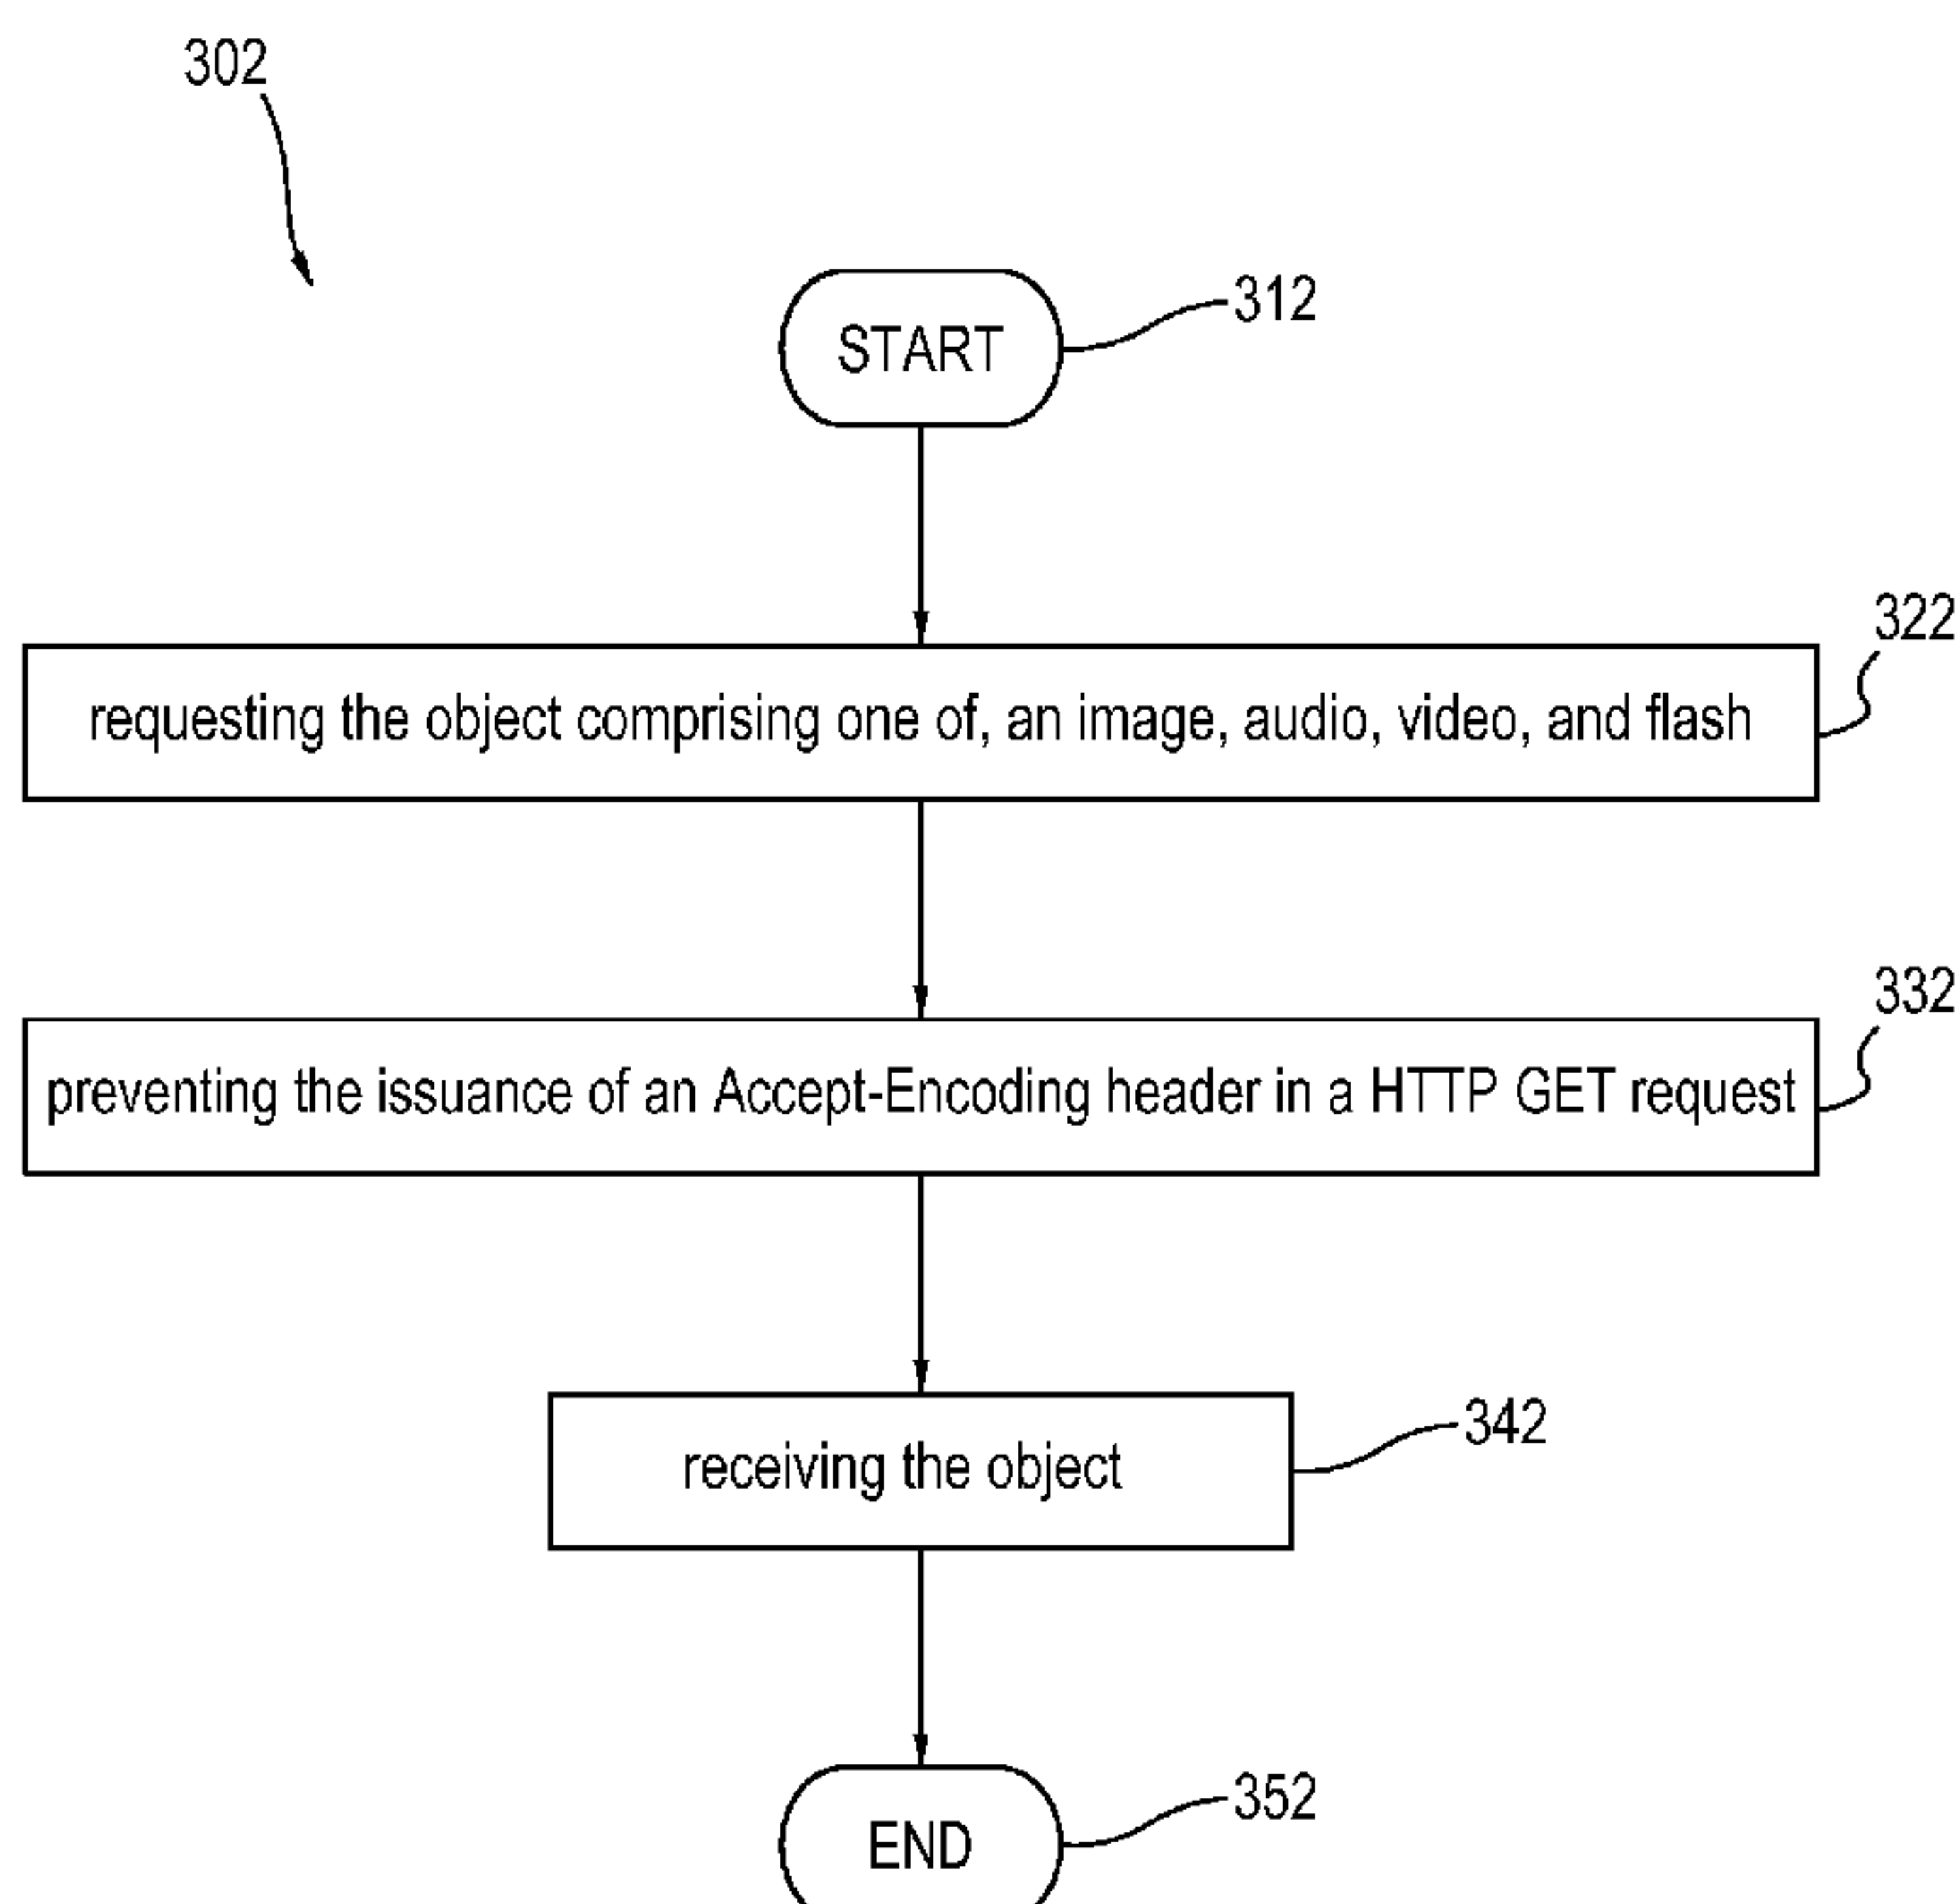 302
START
312
322
requesting the object comprising one of, an image, audio, video, and flash
332
preventing the issuance of an Accept-Encoding header in a HTTP GET request
342
receiving the object
352
END